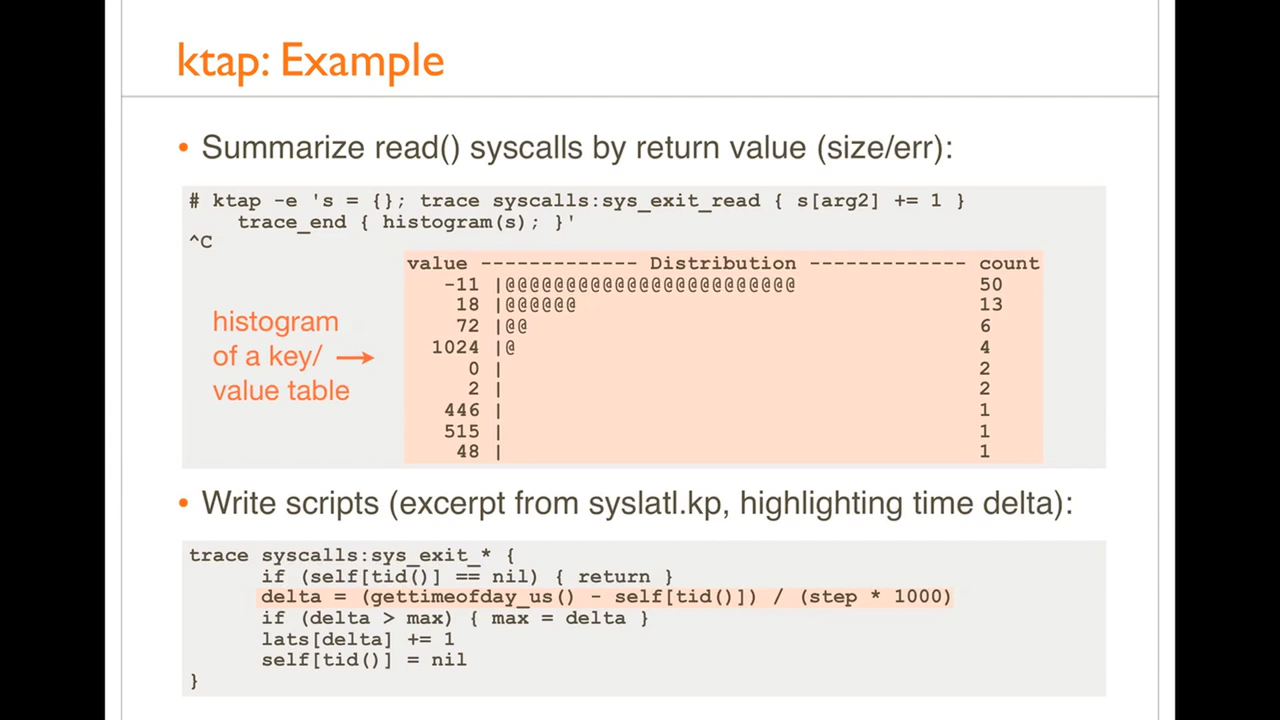 ktap: Example
• Summarize read() syscalls by return value (size/err):
# ktap -e 's = {}; trace syscalls:sys_exit_read { s[arg2] += 1 }
trace_end { histogram(s); }'
^C
value ------------- Distribution ------------- count
-11 |@@@@@@@@@@@@@@@@@@@@@@@@ 50
18 |@@@@@@ 13
72 |@@ 6
1024 |@ 4
0 | 2
2 | 2
446 | 1
515 | 1
48 | 1
histogram
of a key/ →
value table
• Write scripts (excerpt from syslatl.kp, highlighting time delta):
trace syscalls:sys_exit_* {
if (self[tid()] == nil) { return }
delta = (gettimeofday_us() - self[tid()]) / (step * 1000)
if (delta > max) { max = delta }
lats[delta] += 1
self[tid()] = nil
}